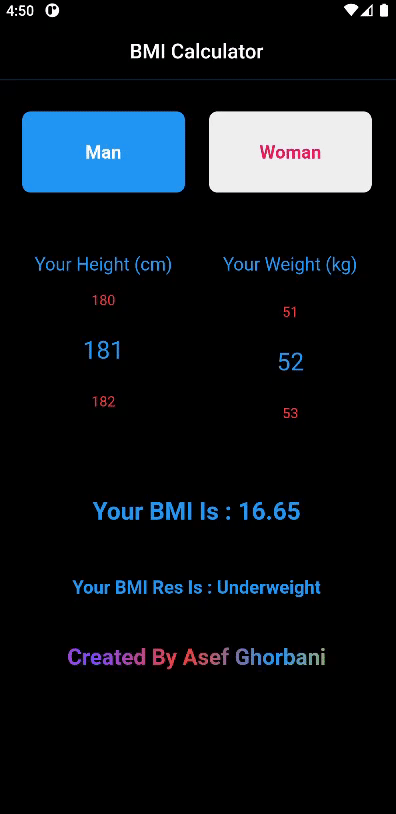 4:50
BMI Calculator
Man
Woman
Your Height (cm)
Your Weight (kg)
180
51
181
52
182
53
Your BMI Is : 16.65
Your BMI Res Is : Underweight
Created By Asef Ghorbani